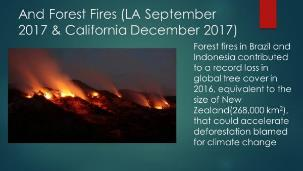 And Forest Fires (LA September
2017 & California December 2017)
Forest fires in Brazil and
Indonesia contributed
to a record loss in
global tree cover in
2016, equivalent to the
size of New
Zealand(268,000 km²),
that could accelerate
deforestation blamed
for climate change